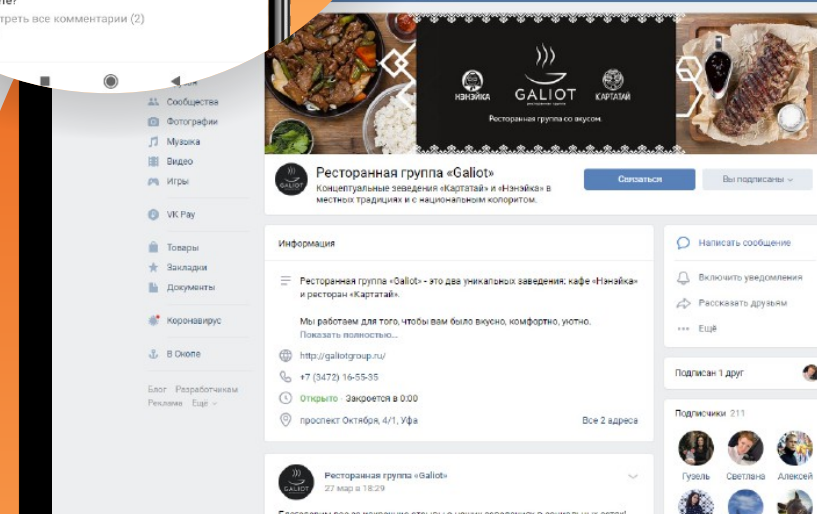 треть все комментарии (2)
Сообщества
Фотографии
Музыка
Видео
Игры
VK Pay
Товары
Закладки
Документы
Коронавирус
В Окопе
Блог Разработчикам
Реклама Ещё
НЭНЭЙКА
GALIOT
КАРТАТАЙ
Ресторанная группа со вкусом
GALIOT
Ресторанная группа «Galiot»
Концептуальные заведения «Картатай» и «Нэнэйка» в
местных традициях и с национальным колоритом.
Связаться
Вы подписаны
Информация
Ресторанная группа «Galiot» - это два уникальных заведения: кафе «Нэнэйка»
и ресторан «Картатай».
Мы работаем для того, чтобы вам было вкусно, комфортно, уютно.
Показать полностью...
http://galiotgroup.ru/
+7 (3472) 16-55-35
Открыто · Закроется в 0:00
проспект Октября, 4/1, Уфа
Все 2 адреса
GALIOT
Ресторанная группа «Galiot»
27 мар в 18:29
Написать сообщение
Включить уведомления
Рассказать друзьям
Ещё
Подписан 1 друг
Подписчики 211
Гузель Светлана Алексей